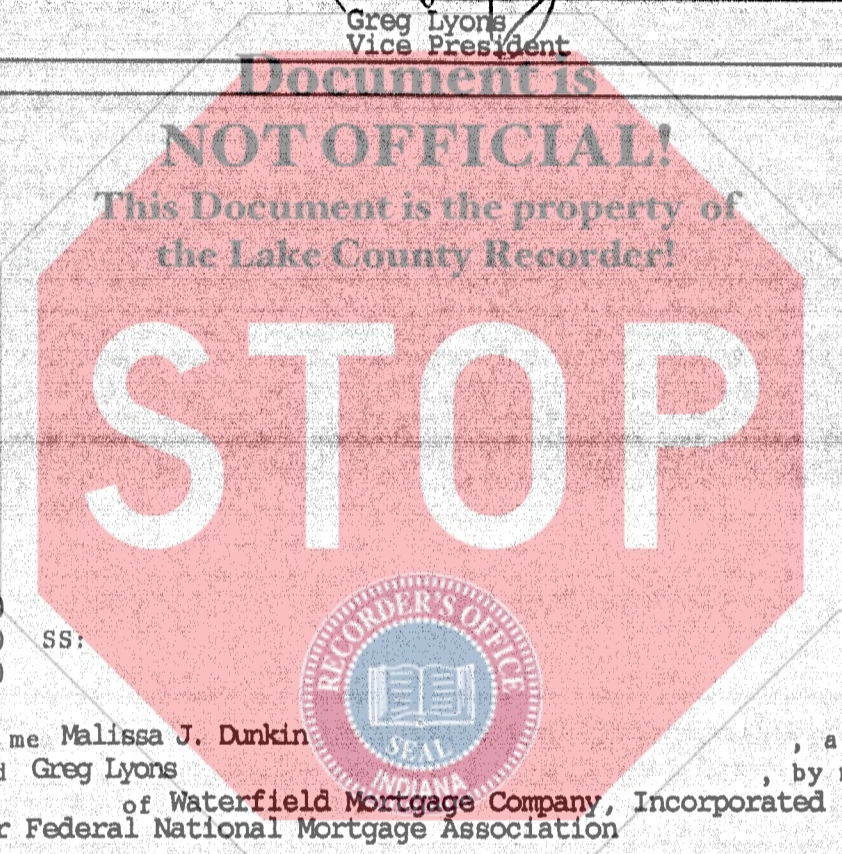 Greg Lyons
Vice President
Document is
NOT OFFICIAL!
This Document is the property of
the Lake County Recorder!
STOP
)
) SS:
)
RECORDER'S OFFICE
SEAL
INDIANA
me Malissa J. Dunkin , a
Greg Lyons , by
of Waterfield Mortgage Company, Incorporated
r Federal National Mortgage Association